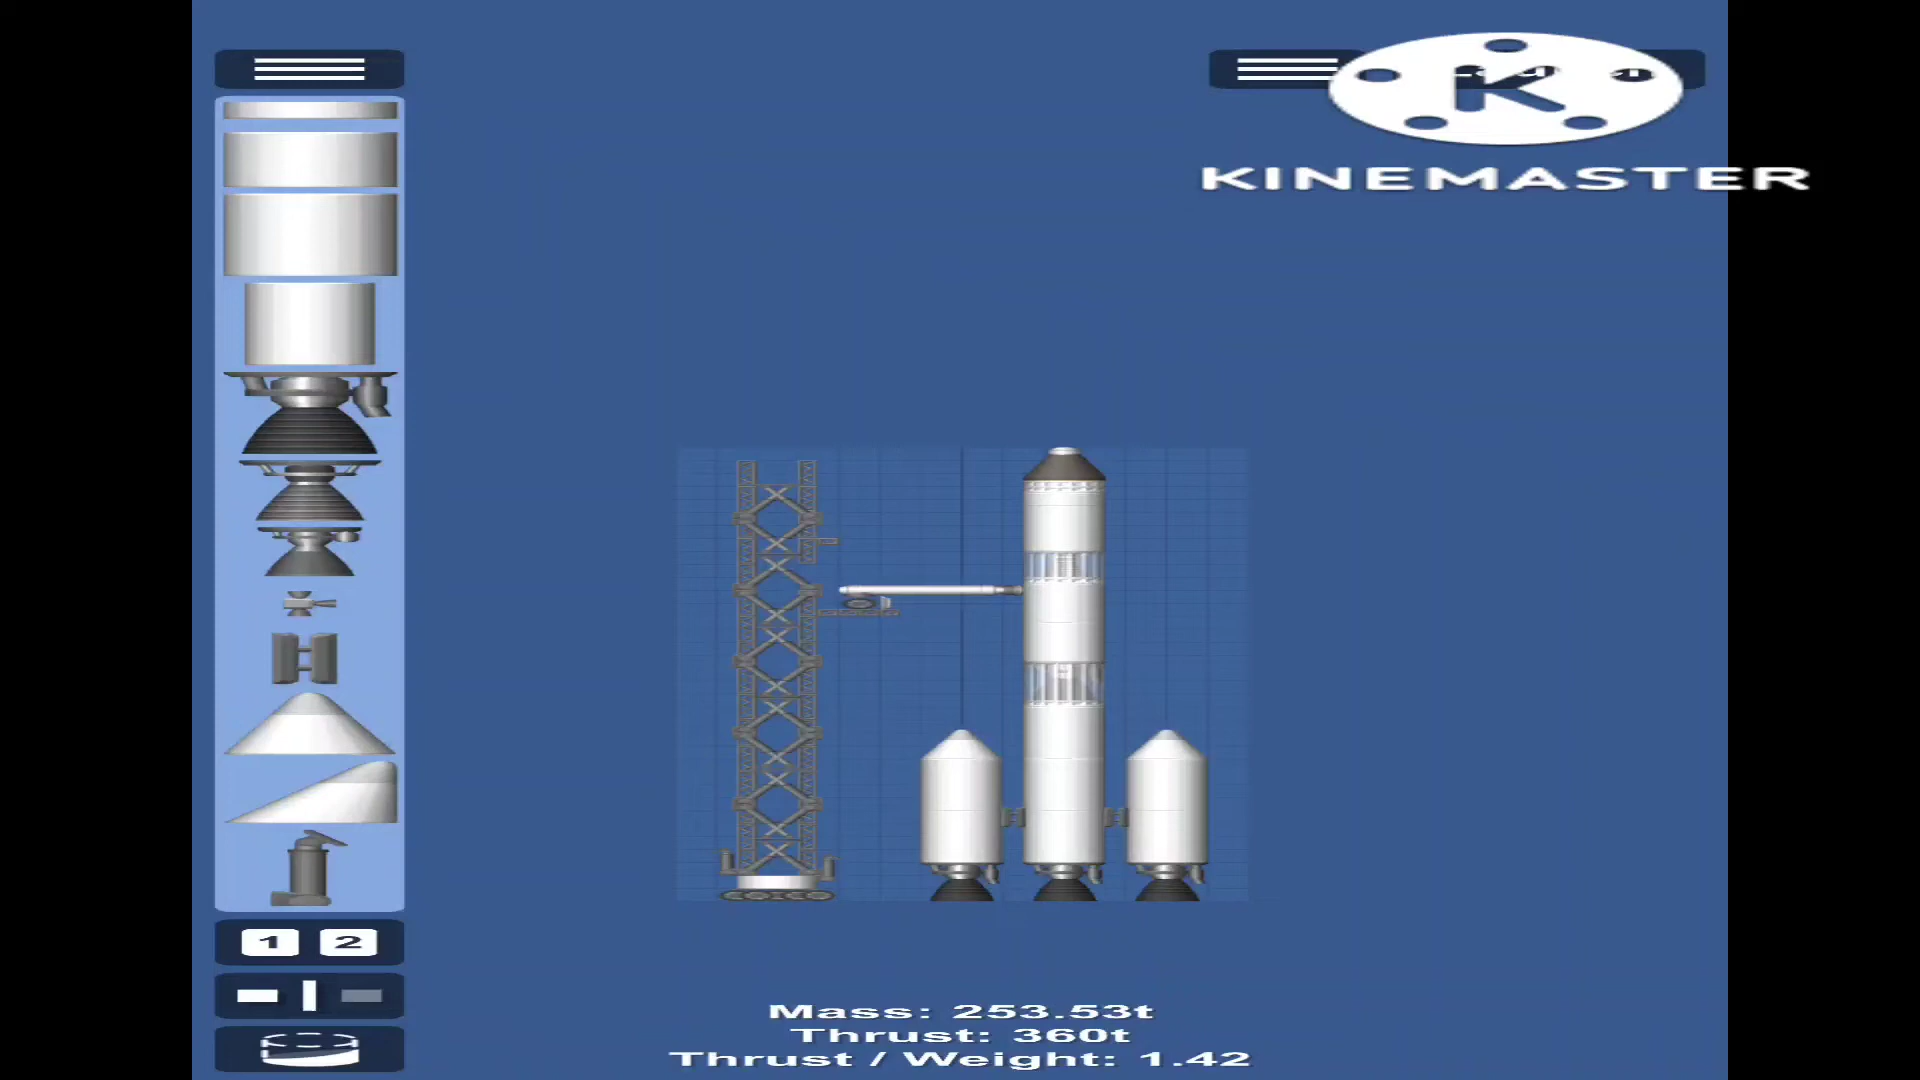 K
KINEMASTER
1 2
Mass: 253.53t
Thrust: 360t
Thrust / Weight: 1.42